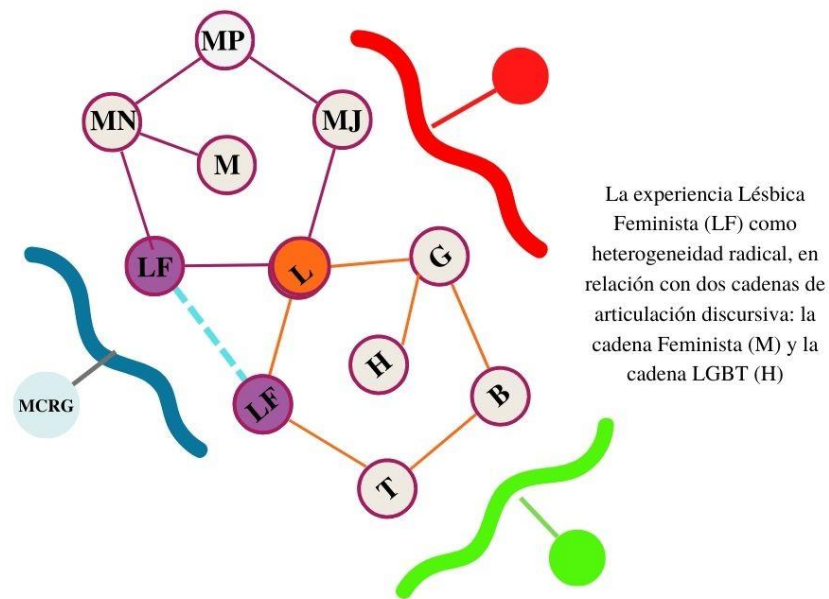 MP
MN
MJ
M
LF
L
G
H
LF
B
T
MCRG
La experiencia Lésbica
Feminista (LF) como
heterogeneidad radical, en
relación con dos cadenas de
articulación discursiva: la
cadena Feminista (M) y la
cadena LGBT (H)